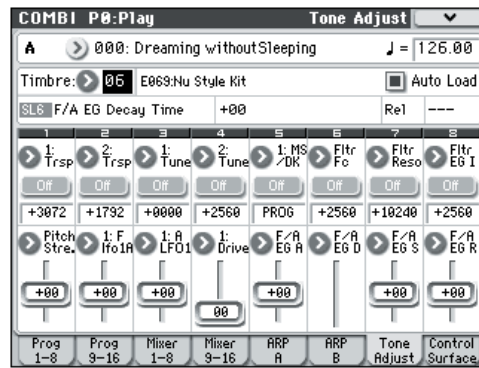 COMBI P0:Play Tone Adjust
A 000: Dreaming withoutSleeping ♩ = 126.00
Timbre: 06 E069:Nu Style Kit Auto Load
SL6 F/A EG Decay Time +00 Rel ---
1 2 3 4 5 6 7 8
1: Trsp 2: Trsp 1: Tune 2: Tune 1: MS/DK Fltr Fc Fltr Reso Fltr EG I
Off Off Off Off Off Off Off Off
+3072 +1792 +0000 +2560 PROG +2560 +10240 +2560
Pitch Stre. 1: F lfo1A 1: A LFO1 1: Drive F/A EG A F/A EG D F/A EG S F/A EG R
+00 +00 +00 00 +00 +00 +00
Prog 1-8 Prog 9-16 Mixer 1-8 Mixer 9-16 ARP A ARP B Tone Adjust Control Surface